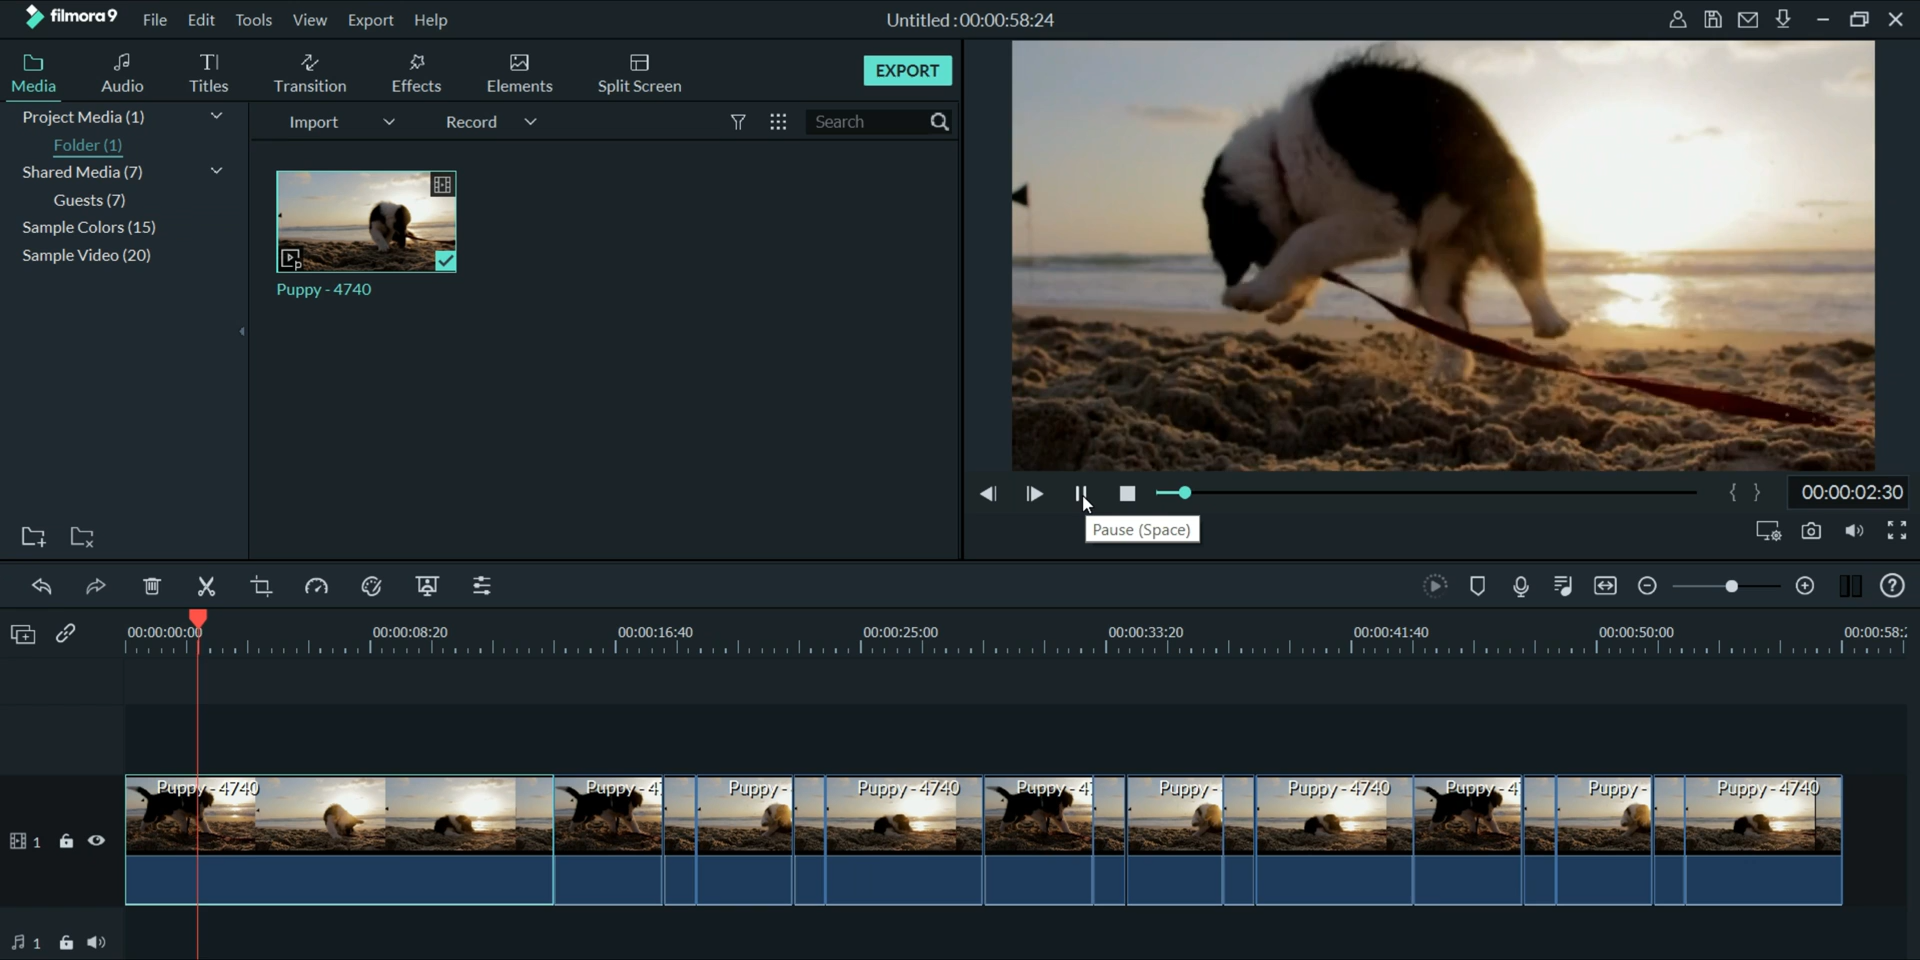 filmora9 File Edit Tools View Export Help Untitled : 00:00:58:24
Media Audio Titles Transition Effects Elements Split Screen EXPORT
Project Media (1)
Folder (1)
Shared Media (7)
Guests (7)
Sample Colors (15)
Sample Video (20)
Import Record Search
Puppy - 4740
00:00:02:30
Pause (Space)
00:00:00:00 00:00:08:20 00:00:16:40 00:00:25:00 00:00:33:20 00:00:41:40 00:00:50:00 00:00:58:
Puppy - 4740 Puppy - 4 Puppy - Puppy - 4740 Puppy - 4 Puppy - Puppy - 4740 Puppy - 4 Puppy - Puppy - 4740
1
1